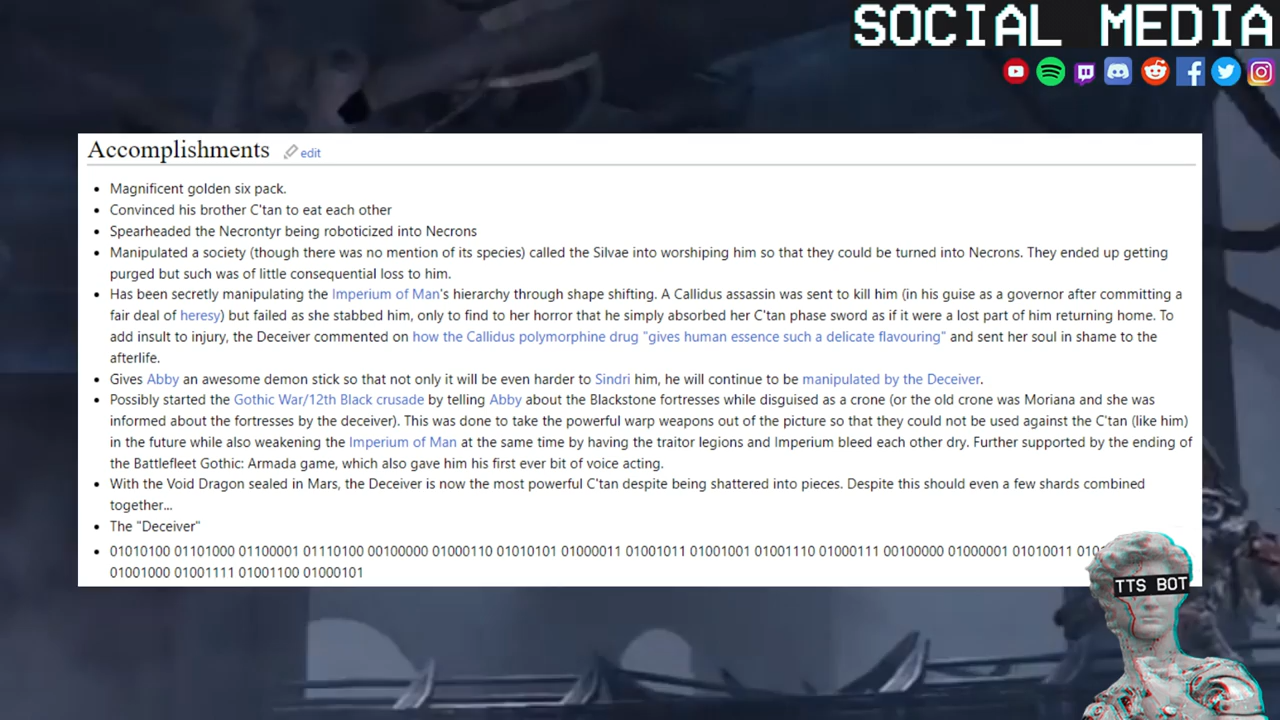 SOCIAL MEDIA
Accomplishments edit
Magnificent golden six pack.
Convinced his brother C'tan to eat each other
Spearheaded the Necrontyr being roboticized into Necrons
Manipulated a society (though there was no mention of its species) called the Silvae into worshiping him so that they could be turned into Necrons. They ended up getting
purged but such was of little consequential loss to him.
Has been secretly manipulating the Imperium of Man's hierarchy through shape shifting. A Callidus assassin was sent to kill him (in his guise as a governor after committing a
fair deal of heresy) but failed as she stabbed him, only to find to her horror that he simply absorbed her C'tan phase sword as if it were a lost part of him returning home. To
add insult to injury, the Deceiver commented on how the Callidus polymorphine drug "gives human essence such a delicate flavouring" and sent her soul in shame to the
afterlife.
Gives Abby an awesome demon stick so that not only it will be even harder to Sindri him, he will continue to be manipulated by the Deceiver.
Possibly started the Gothic War/12th Black crusade by telling Abby about the Blackstone fortresses while disguised as a crone (or the old crone was Moriana and she was
informed about the fortresses by the deceiver). This was done to take the powerful warp weapons out of the picture so that they could not be used against the C'tan (like him)
in the future while also weakening the Imperium of Man at the same time by having the traitor legions and Imperium bleed each other dry. Further supported by the ending of
the Battlefleet Gothic: Armada game, which also gave him his first ever bit of voice acting.
With the Void Dragon sealed in Mars, the Deceiver is now the most powerful C'tan despite being shattered into pieces. Despite this should even a few shards combined
together...
The "Deceiver"
01010100 01101000 01100001 01110100 00100000 01000110 01010101 01000011 01001011 01001001 01001110 01000111 00100000 01000001 01010011
01001000 01001111 01001100 01000101
TTS BOT